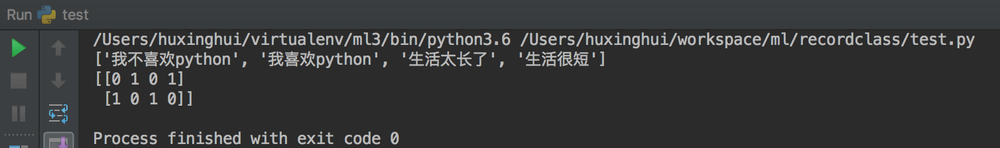 Run test
/Users/huxinghui/virtualenv/ml3/bin/python3.6 /Users/huxinghui/workspace/ml/recordclass/test.py
['我不喜欢python', '我喜欢python', '生活太长了', '生活很短']
[[0 1 0 1]
 [1 0 1 0]]
Process finished with exit code 0